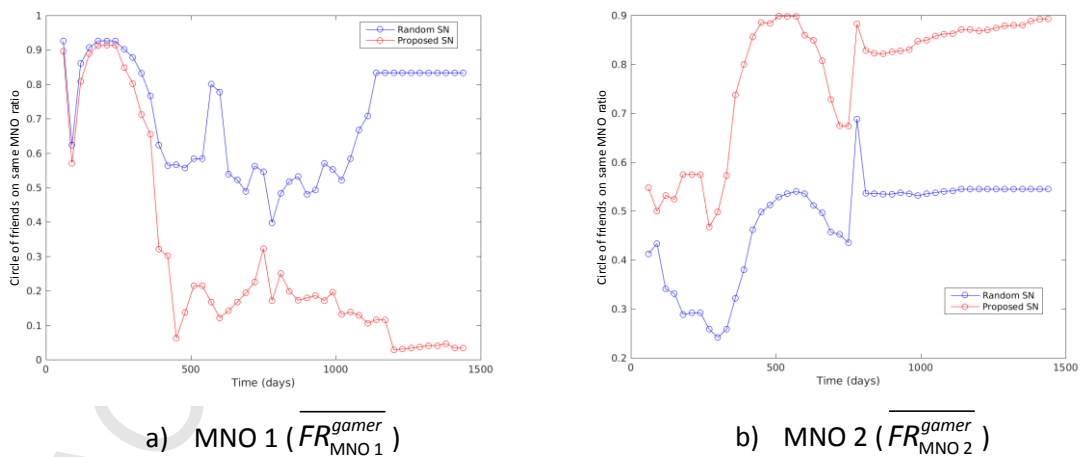 Circle of friends on same MNO ratio
1
0.9
0.8
0.7
0.6
0.5
0.4
0.3
0.2
0.1
0
0
500
1000
1500
Time (days)
Random SN
Proposed SN
a) MNO 1 ( FR gamer MNO 1 )
Circle of friends on same MNO ratio
0.9
0.8
0.7
0.6
0.5
0.4
0.3
0.2
0
500
1000
1500
Time (days)
Random SN
Proposed SN
b) MNO 2 ( FR gamer MNO 2 )